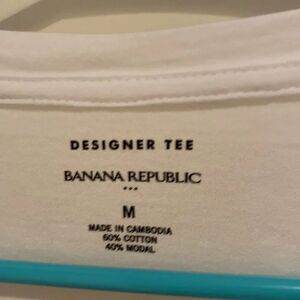 DESIGNER TEE
BANANA REPUBLIC
M
MADE IN CAMBODIA
60% COTTON
40% MODAL